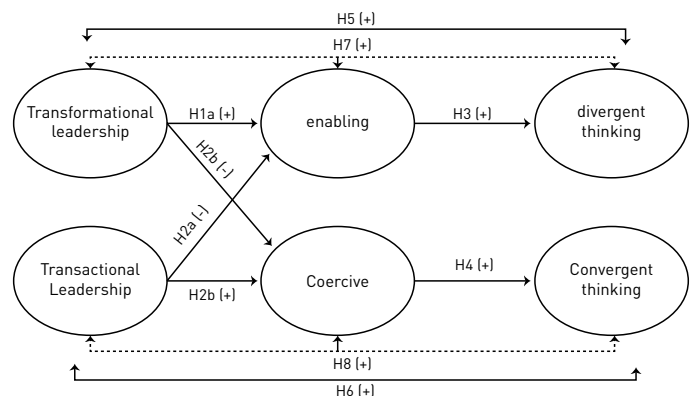 H5 (+)
H7 (+)
Transformational
leadership
H1a (+)
enabling
H3 (+)
divergent
thinking
H2b (-)
H2a (-)
Transactional
Leadership
H2b (+)
Coercive
H4 (+)
Convergent
thinking
H8 (+)
H6 (+)